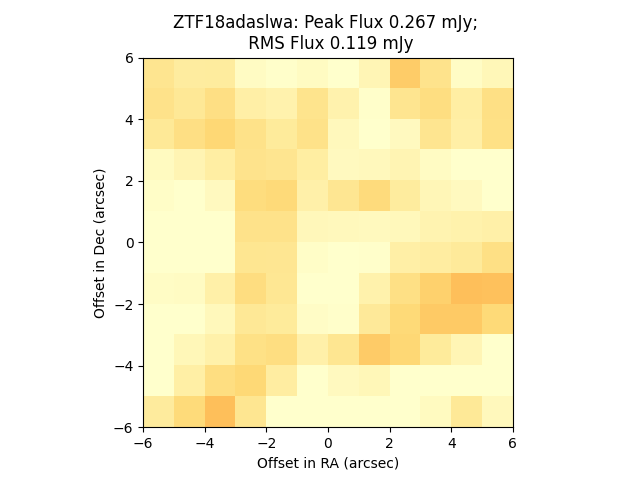 ZTF18adaslwa: Peak Flux 0.267 mJy;
RMS Flux 0.119 mJy
6
4
2
0
−2
−4
−6
Offset in Dec (arcsec)
−6 −4 −2 0 2 4 6
Offset in RA (arcsec)